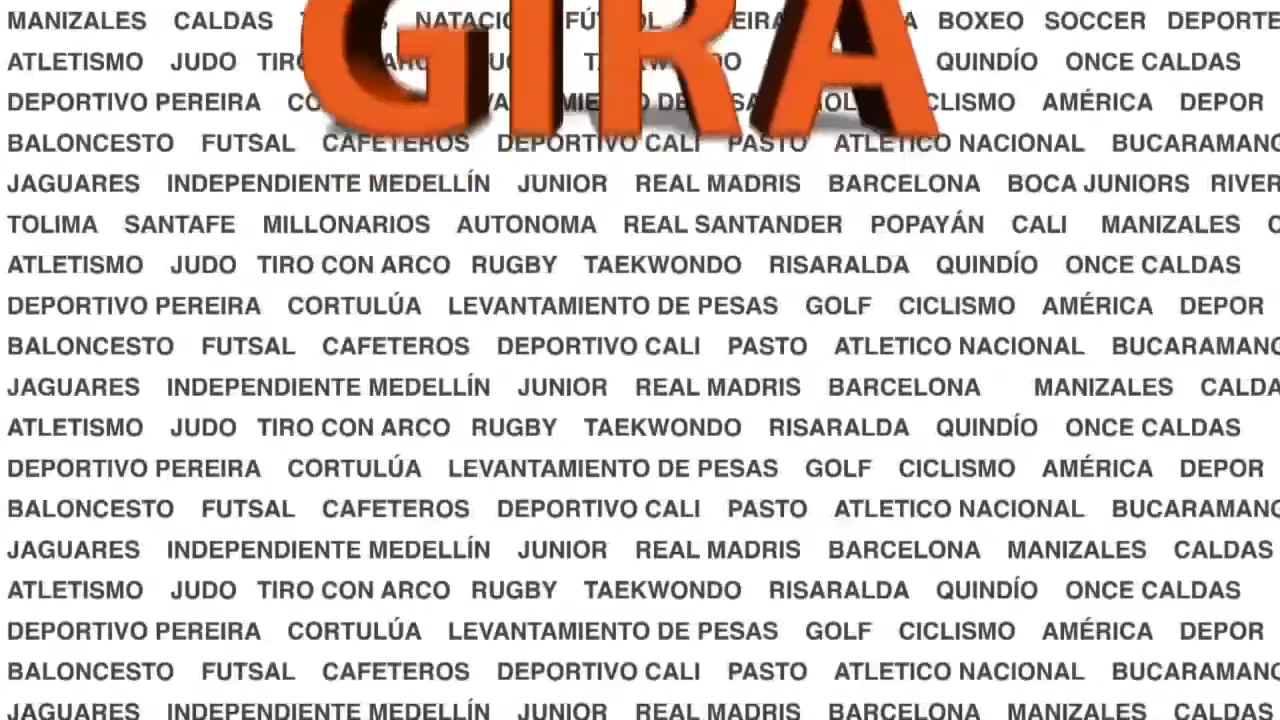 GIRA
MANIZALES CALDAS BOXEO SOCCER DEPORTE
ATLETISMO JUDO QUINDÍO ONCE CALDAS
DEPORTIVO PEREIRA AMÉRICA DEPOR
BALONCESTO FUTSAL CAFETEROS DEPORTIVO CALI PASTO ATLETICO NACIONAL BUCARAMANG
JAGUARES INDEPENDIENTE MEDELLÍN JUNIOR REAL MADRIS BARCELONA BOCA JUNIORS RIVER
TOLIMA SANTAFE MILLONARIOS AUTONOMA REAL SANTANDER POPAYÁN CALI MANIZALES
ATLETISMO JUDO TIRO CON ARCO RUGBY TAEKWONDO RISARALDA QUINDÍO ONCE CALDAS
DEPORTIVO PEREIRA CORTULÚA LEVANTAMIENTO DE PESAS GOLF CICLISMO AMÉRICA DEPOR
BALONCESTO FUTSAL CAFETEROS DEPORTIVO CALI PASTO ATLETICO NACIONAL BUCARAMANG
JAGUARES INDEPENDIENTE MEDELLÍN JUNIOR REAL MADRIS BARCELONA MANIZALES CALDA
ATLETISMO JUDO TIRO CON ARCO RUGBY TAEKWONDO RISARALDA QUINDÍO ONCE CALDAS
DEPORTIVO PEREIRA CORTULÚA LEVANTAMIENTO DE PESAS GOLF CICLISMO AMÉRICA DEPOR
BALONCESTO FUTSAL CAFETEROS DEPORTIVO CALI PASTO ATLETICO NACIONAL BUCARAMANG
JAGUARES INDEPENDIENTE MEDELLÍN JUNIOR REAL MADRIS BARCELONA MANIZALES CALDAS
ATLETISMO JUDO TIRO CON ARCO RUGBY TAEKWONDO RISARALDA QUINDÍO ONCE CALDAS
DEPORTIVO PEREIRA CORTULÚA LEVANTAMIENTO DE PESAS GOLF CICLISMO AMÉRICA DEPOR
BALONCESTO FUTSAL CAFETEROS DEPORTIVO CALI PASTO ATLETICO NACIONAL BUCARAMANG
JAGUARES INDEPENDIENTE MEDELLÍN JUNIOR REAL MADRIS BARCELONA MANIZALES CALDAS